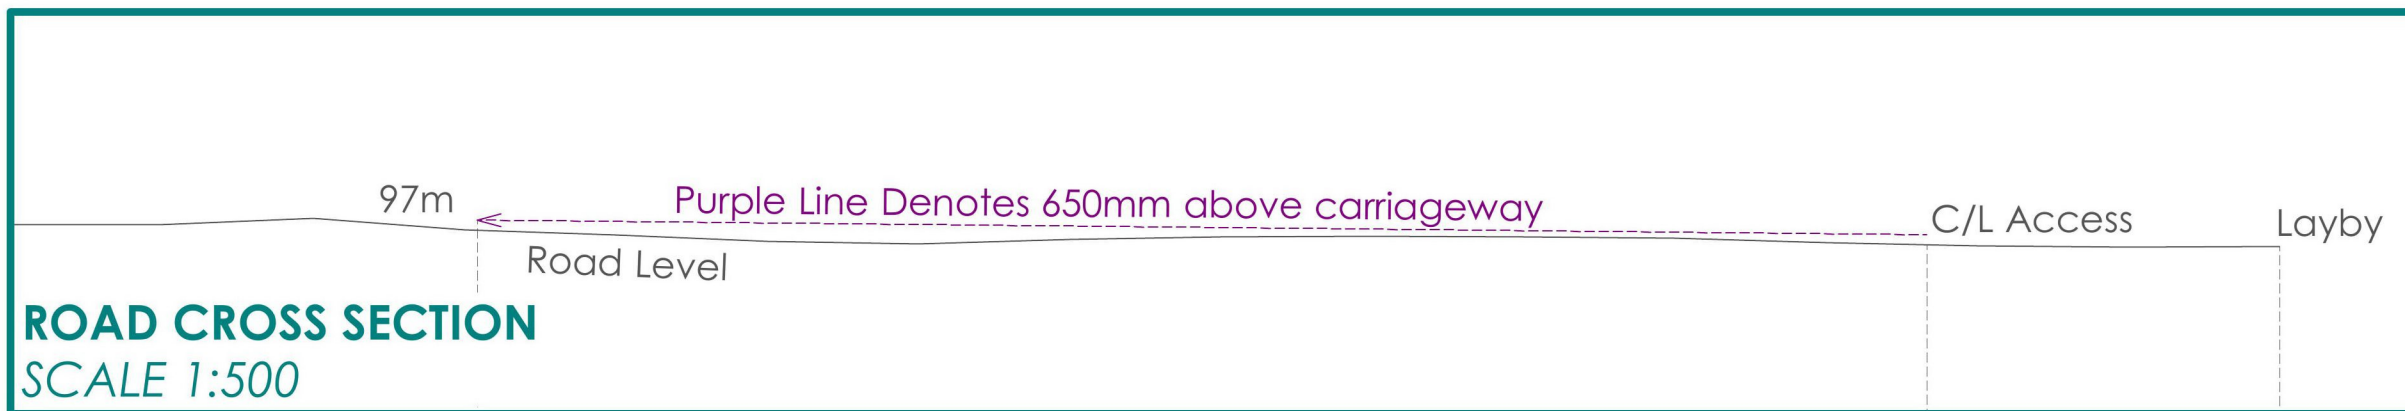 97m
Purple Line Denotes 650mm above carriageway
C/L Access
Layby
Road Level
ROAD CROSS SECTION
SCALE 1:500